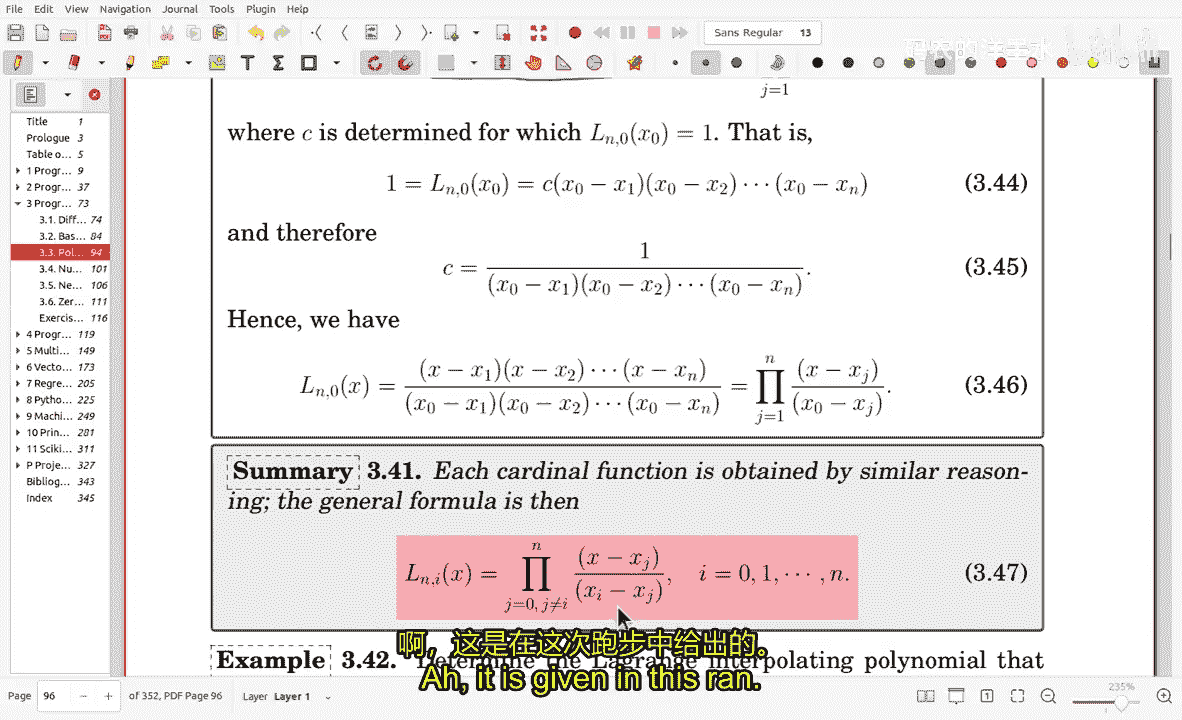 File Edit View Navigation Journal Tools Plugin Help
Sans Regular 13
Title 1
Prologue 3
Table o... 5
1 Progr... 9
2 Progr... 37
3 Progr... 73
3.1. Diff... 74
3.2. Bas... 84
3.3. Pol... 94
3.4. Nu... 101
3.5. Ne... 106
3.6. Zer... 111
Exercis... 116
4 Progr... 119
5 Multi... 149
6 Vecto... 173
7 Regre... 205
8 Pytho... 225
9 Machi... 249
10 Prin... 281
11 Sciki... 311
P Proje... 327
Bibliog... 343
Index 345
j=1
where c is determined for which L_{n,0}(x_0) = 1. That is,
1 = L_{n,0}(x_0) = c(x_0 − x_1)(x_0 − x_2) ⋯ (x_0 − x_n) (3.44)
and therefore
c = \frac{1}{(x_0 − x_1)(x_0 − x_2) ⋯ (x_0 − x_n)}. (3.45)
Hence, we have
L_{n,0}(x) = \frac{(x − x_1)(x − x_2) ⋯ (x − x_n)}{(x_0 − x_1)(x_0 − x_2) ⋯ (x_0 − x_n)} = ∏_{j=1}^{n} \frac{(x − x_j)}{(x_0 − x_j)}. (3.46)
Summary 3.41. Each cardinal function is obtained by similar reason-
ing; the general formula is then
L_{n,i}(x) = ∏_{j=0, j≠i}^{n} \frac{(x − x_j)}{(x_i − x_j)}, i = 0, 1, ⋯ , n. (3.47)
啊，这是在这次跑步中给出的。
Example 3.42. Determine the Lagrange interpolating polynomial that
Ah, it is given in this ran.
Page 96 − + of 352, PDF Page 96 Layer Layer 1
235%